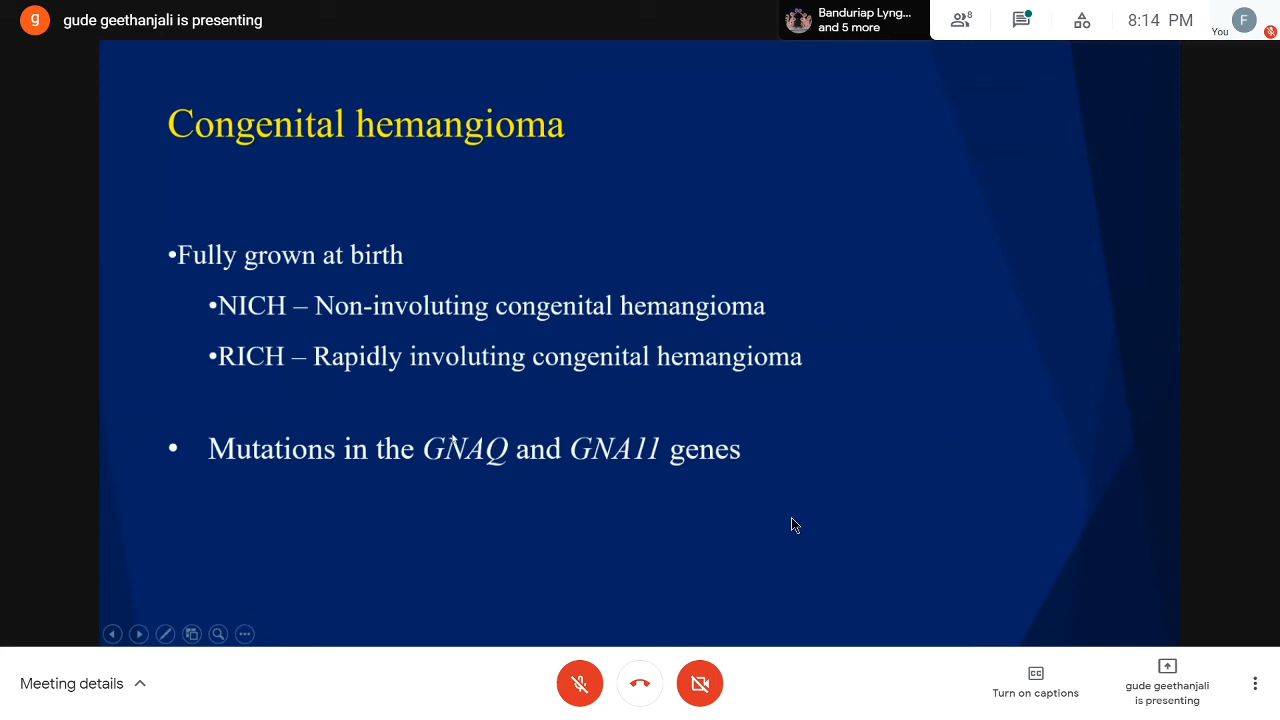 g
gude geethanjali is presenting
Banduriap Lyng...
and 5 more
8
8:14 PM
You
F
Congenital hemangioma
•Fully grown at birth
•NICH – Non-involuting congenital hemangioma
•RICH – Rapidly involuting congenital hemangioma
• Mutations in the GNAQ and GNA11 genes
Meeting details
CC
Turn on captions
gude geethanjali
is presenting